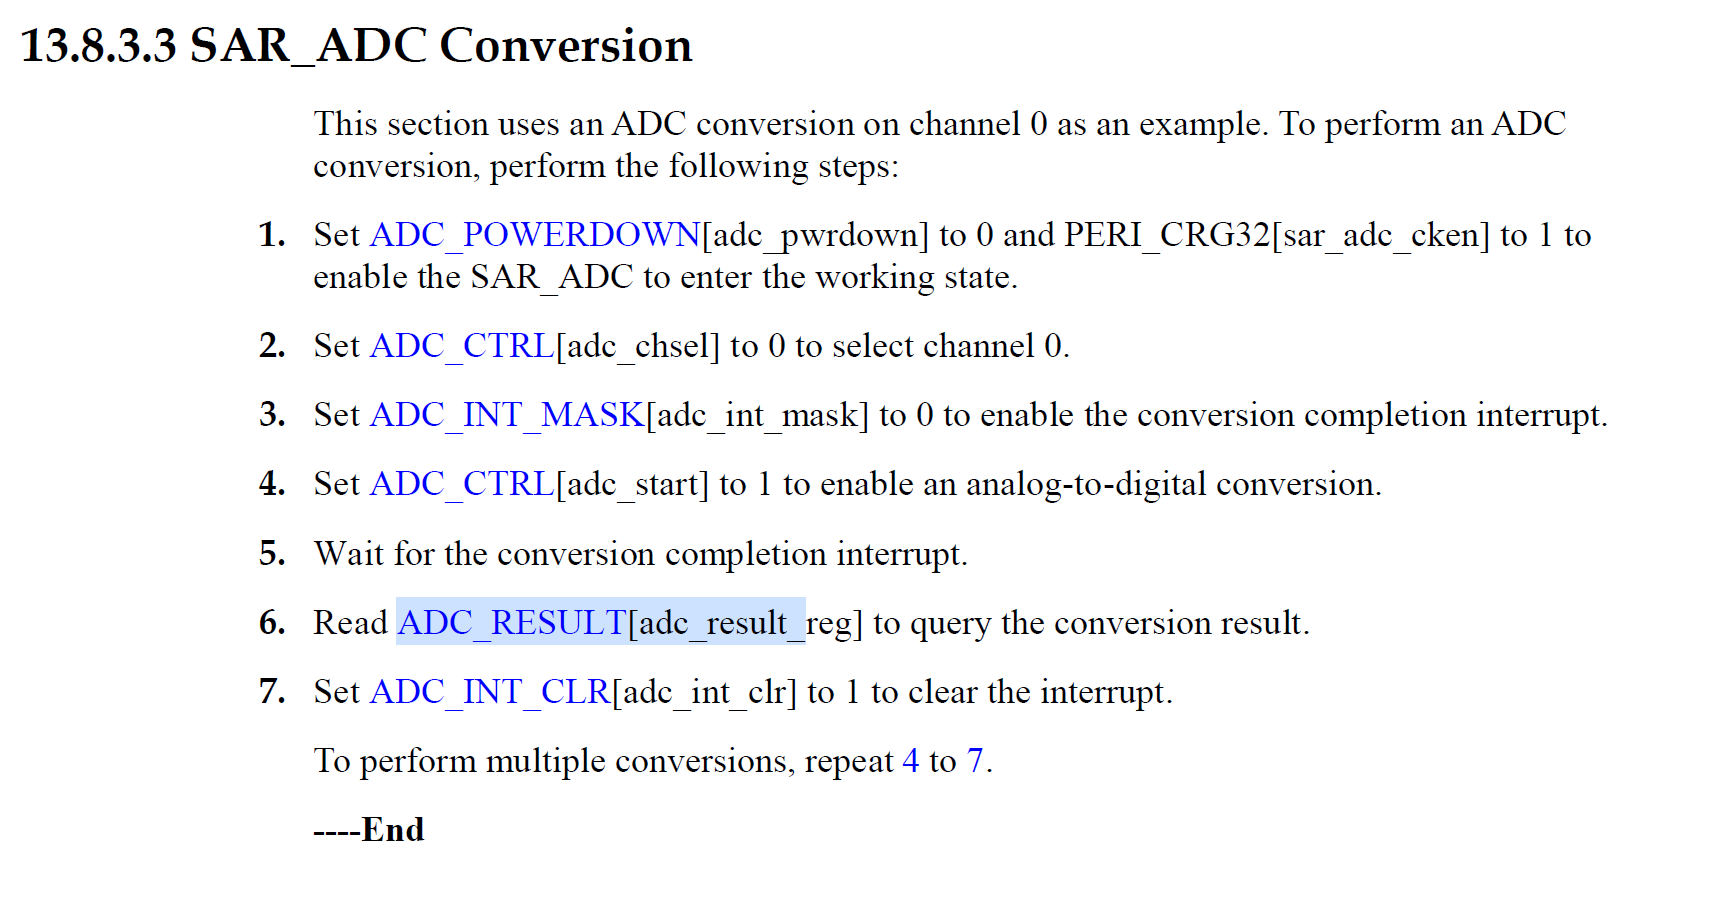 13.8.3.3 SAR_ADC Conversion
This section uses an ADC conversion on channel 0 as an example. To perform an ADC
conversion, perform the following steps:
1. Set ADC_POWERDOWN[adc_pwrdown] to 0 and PERI_CRG32[sar_adc_cken] to 1 to
enable the SAR_ADC to enter the working state.
2. Set ADC_CTRL[adc_chsel] to 0 to select channel 0.
3. Set ADC_INT_MASK[adc_int_mask] to 0 to enable the conversion completion interrupt.
4. Set ADC_CTRL[adc_start] to 1 to enable an analog-to-digital conversion.
5. Wait for the conversion completion interrupt.
6. Read ADC_RESULT[adc_result_reg] to query the conversion result.
7. Set ADC_INT_CLR[adc_int_clr] to 1 to clear the interrupt.
To perform multiple conversions, repeat 4 to 7.
----End